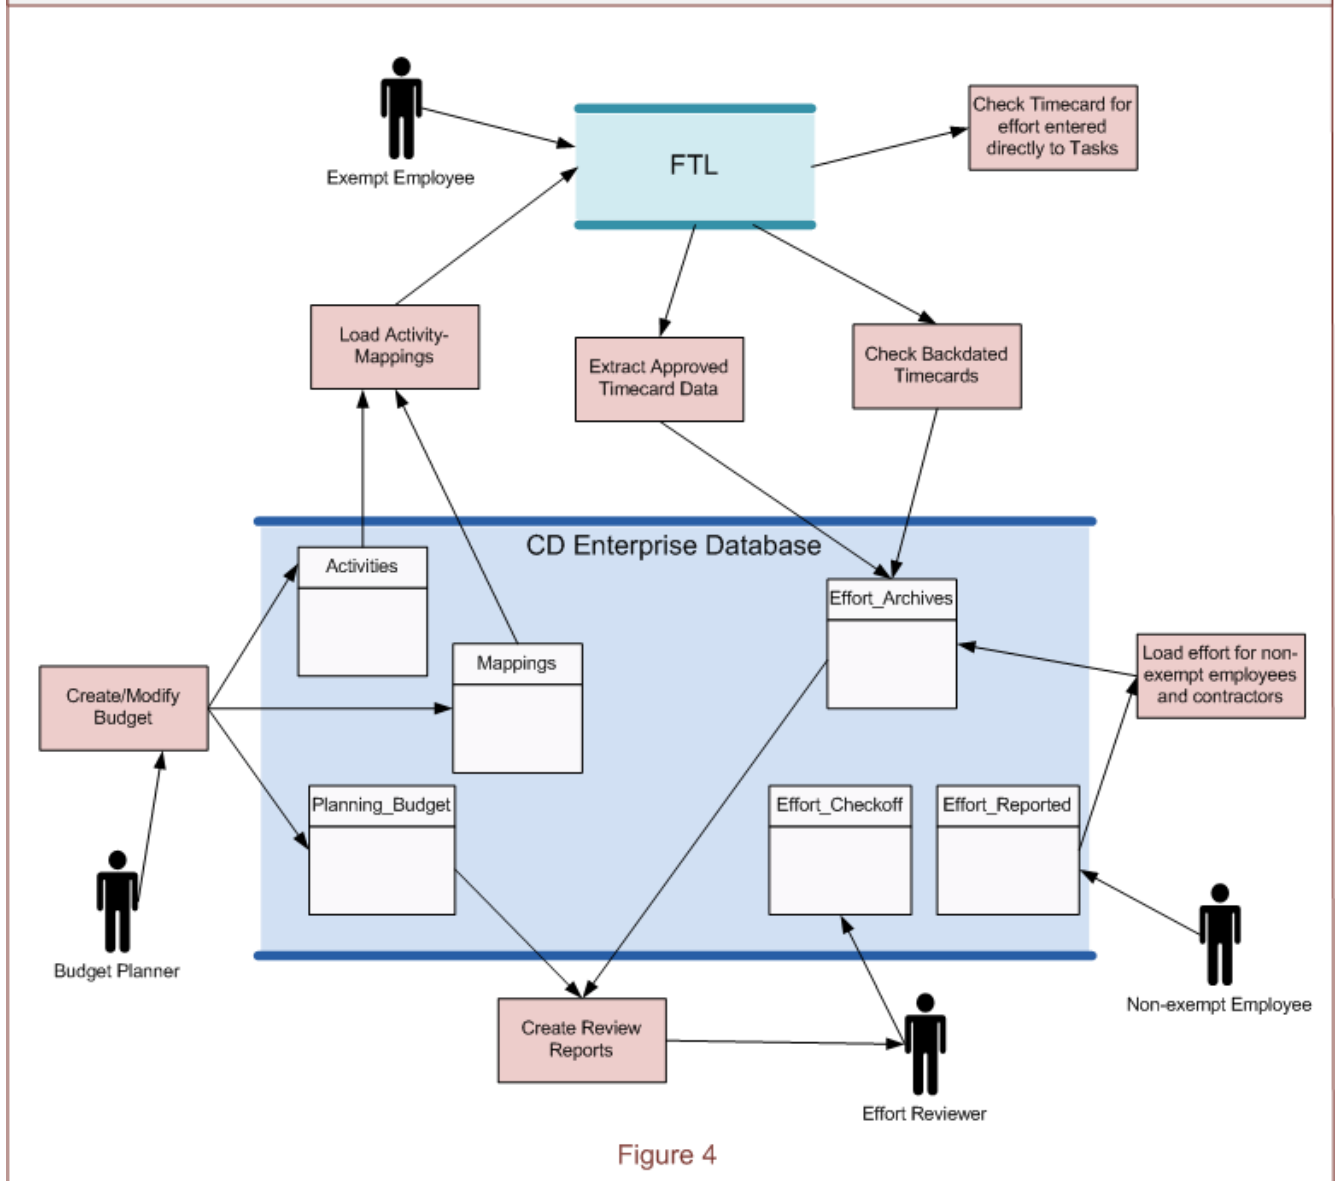 Check Timecard for
effort entered
directly to Tasks
FTL
Exempt Employee
Load Activity-
Mappings
Extract Approved
Timecard Data
Check Backdated
Timecards
CD Enterprise Database
Activities
Effort_Archives
Mappings
Load effort for non-
exempt employees
and contractors
Create/Modify
Budget
Planning_Budget
Effort_Checkoff
Effort_Reported
Budget Planner
Non-exempt Employee
Create Review
Reports
Effort Reviewer
Figure 4